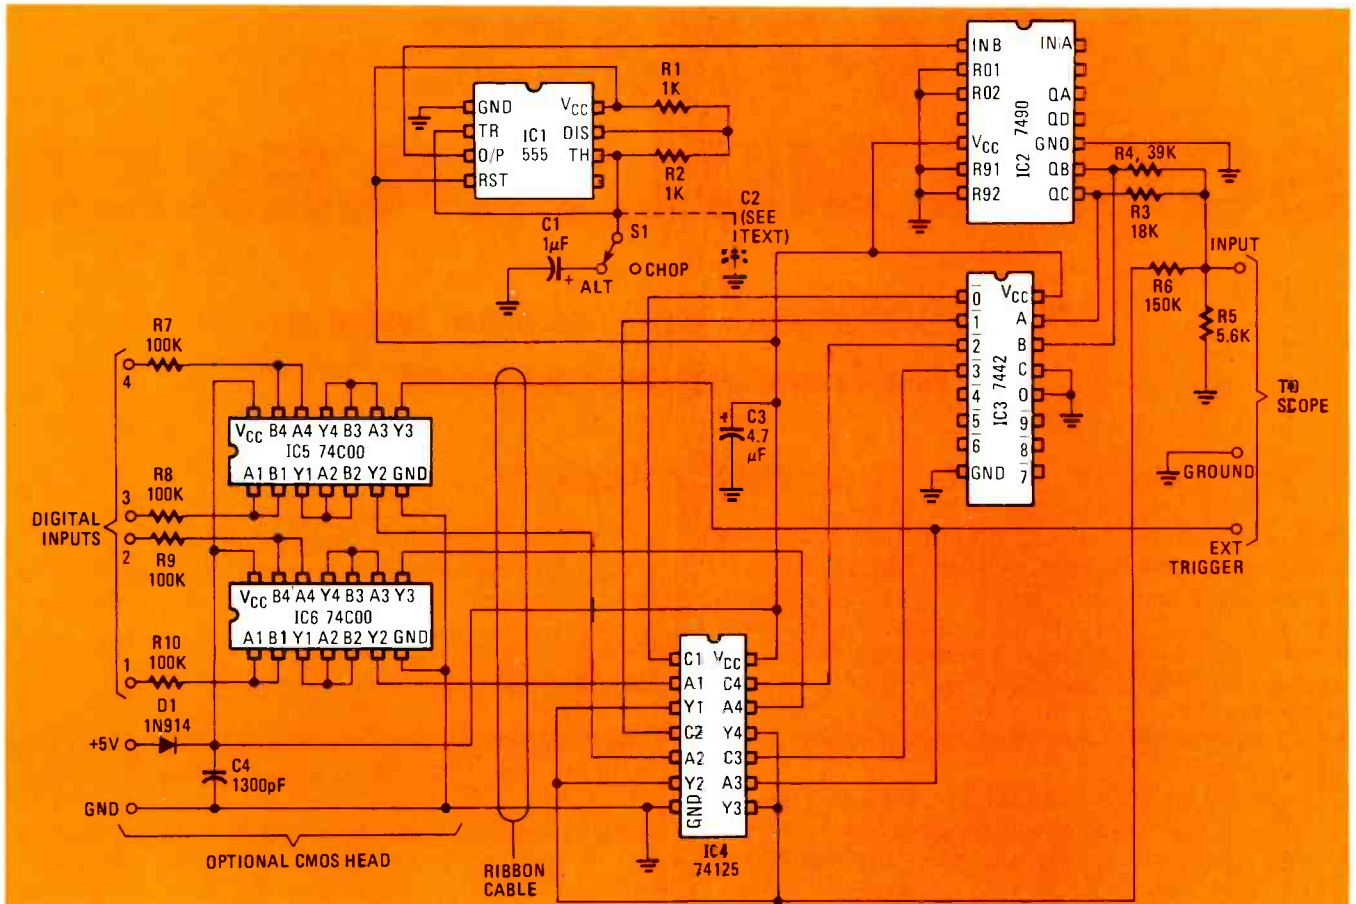 GND
TR
O/P
RST
IC1
555
VCC
DIS
TH
R1
1K
R2
1K
C1
1µF
+
S1
ALT
CHOP
C2
(SEE
TEXT)
INB
R01
R02
VCC
R91
R92
IC2 7490
INA
QA
QD
GNO
QB
QC
R4, 39K
R3
18K
INPUT
R6
150K
R5
5.6K
TO
SCOPE
GROUND
EXT
TRIGGER
0
1
2
3
4
5
6
GND
IC3 7442
VCC
A
B
C
D
9
8
7
+ C3
4.7
µF
R7
100K
4
VCC B4 A4 Y4 B3 A3 Y3
IC5 74C00
A1 B1 Y1 A2 B2 Y2 GND
R8
100K
3
DIGITAL
INPUTS
2
R9
100K
VCC B4 A4 Y4 B3 A3 Y3
IC6 74C00
A1 B1 Y1 A2 B2 Y2 GND
R10
100K
1
D1
1N914
+5V
C4
1300pF
GND
OPTIONAL CMOS HEAD
RIBBON
CABLE
C1
A1
Y1
C2
A2
Y2
GND
VCC
C4
A4
Y4
C3
A3
Y3
IC4
74125